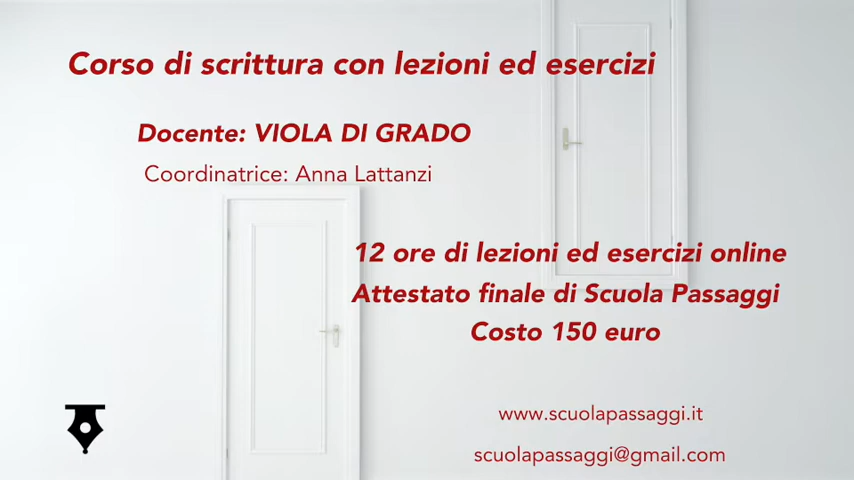 Corso di scrittura con lezioni ed esercizi
Docente: VIOLA DI GRADO
Coordinatrice: Anna Lattanzi
12 ore di lezioni ed esercizi online
Attestato finale di Scuola Passaggi
Costo 150 euro
www.scuolapassaggi.it
scuolapassaggi@gmail.com